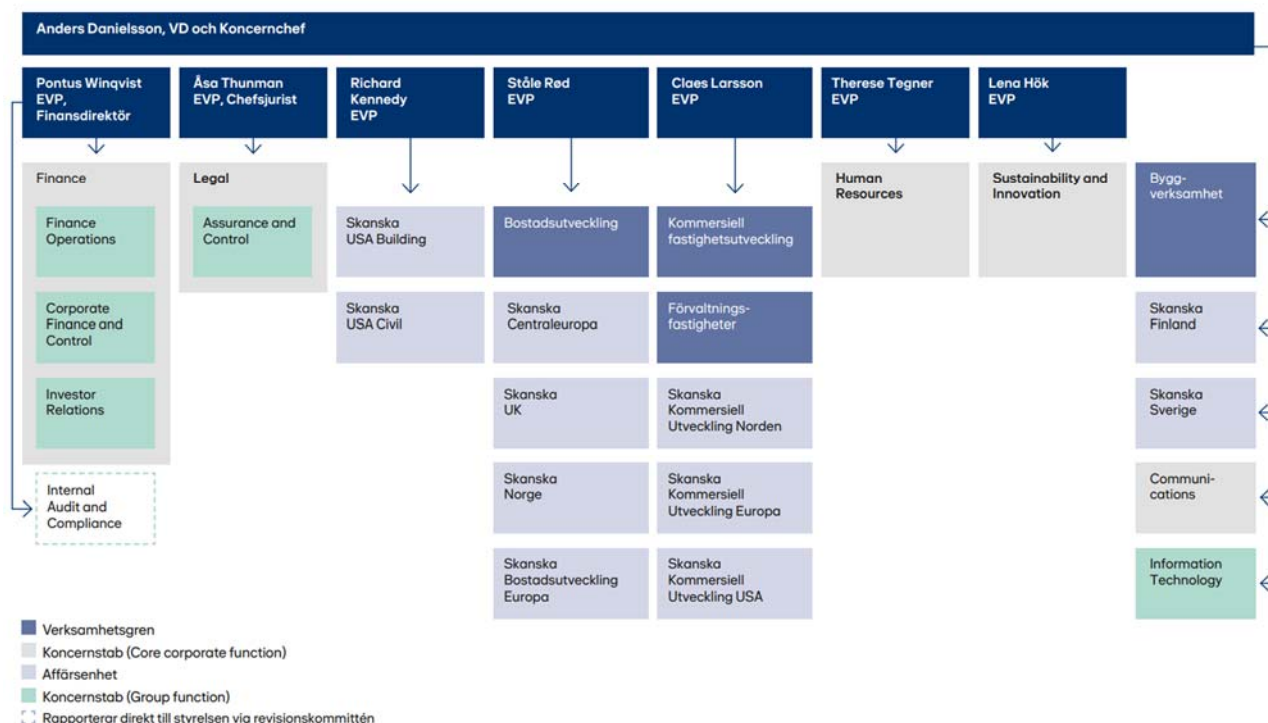 Anders Danielsson, VD och Koncernchef
Pontus Winqvist
EVP,
Finansdirektör
Åsa Thunman
EVP, Chefsjurist
Richard
Kennedy
EVP
Ståle Rød
EVP
Claes Larsson
EVP
Therese Tegner
EVP
Lena Hök
EVP
Finance
Finance
Operations
Corporate
Finance and
Control
Investor
Relations
Internal
Audit and
Compliance
Legal
Assurance and
Control
Skanska
USA Building
Skanska
USA Civil
Bostadsutveckling
Skanska
Centraleuropa
Skanska
UK
Skanska
Norge
Skanska
Bostadsutveckling
Europa
Kommersiell
fastighetsutveckling
Förvaltnings-
fastigheter
Skanska
Kommersiell
Utveckling Norden
Skanska
Kommersiell
Utveckling Europa
Skanska
Kommersiell
Utveckling USA
Human
Resources
Sustainability and
Innovation
Bygg-
verksamhet
Skanska
Finland
Skanska
Sverige
Communi-
cations
Information
Technology
Verksamhetsgren
Koncernstab (Core corporate function)
Affärsenhet
Koncernstab (Group function)
Rapporterar direkt till styrelsen via revisionskommittén